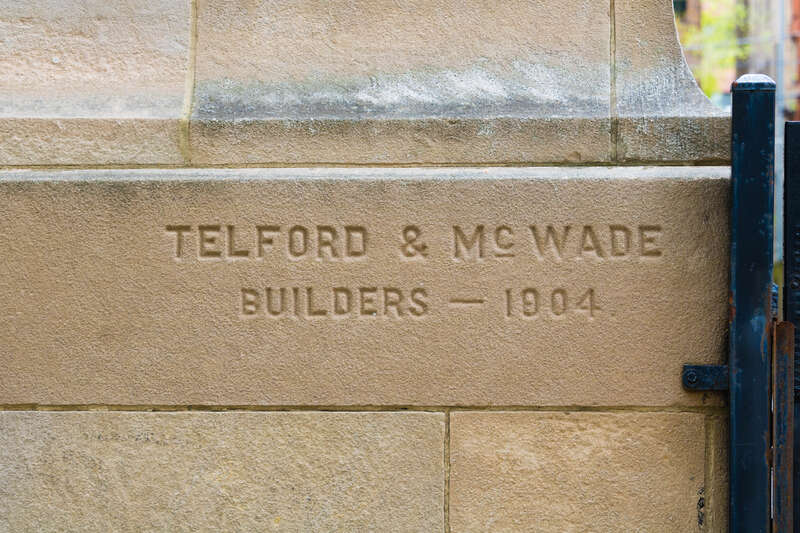 TELFORD & McWADE
BUILDERS — 1904.